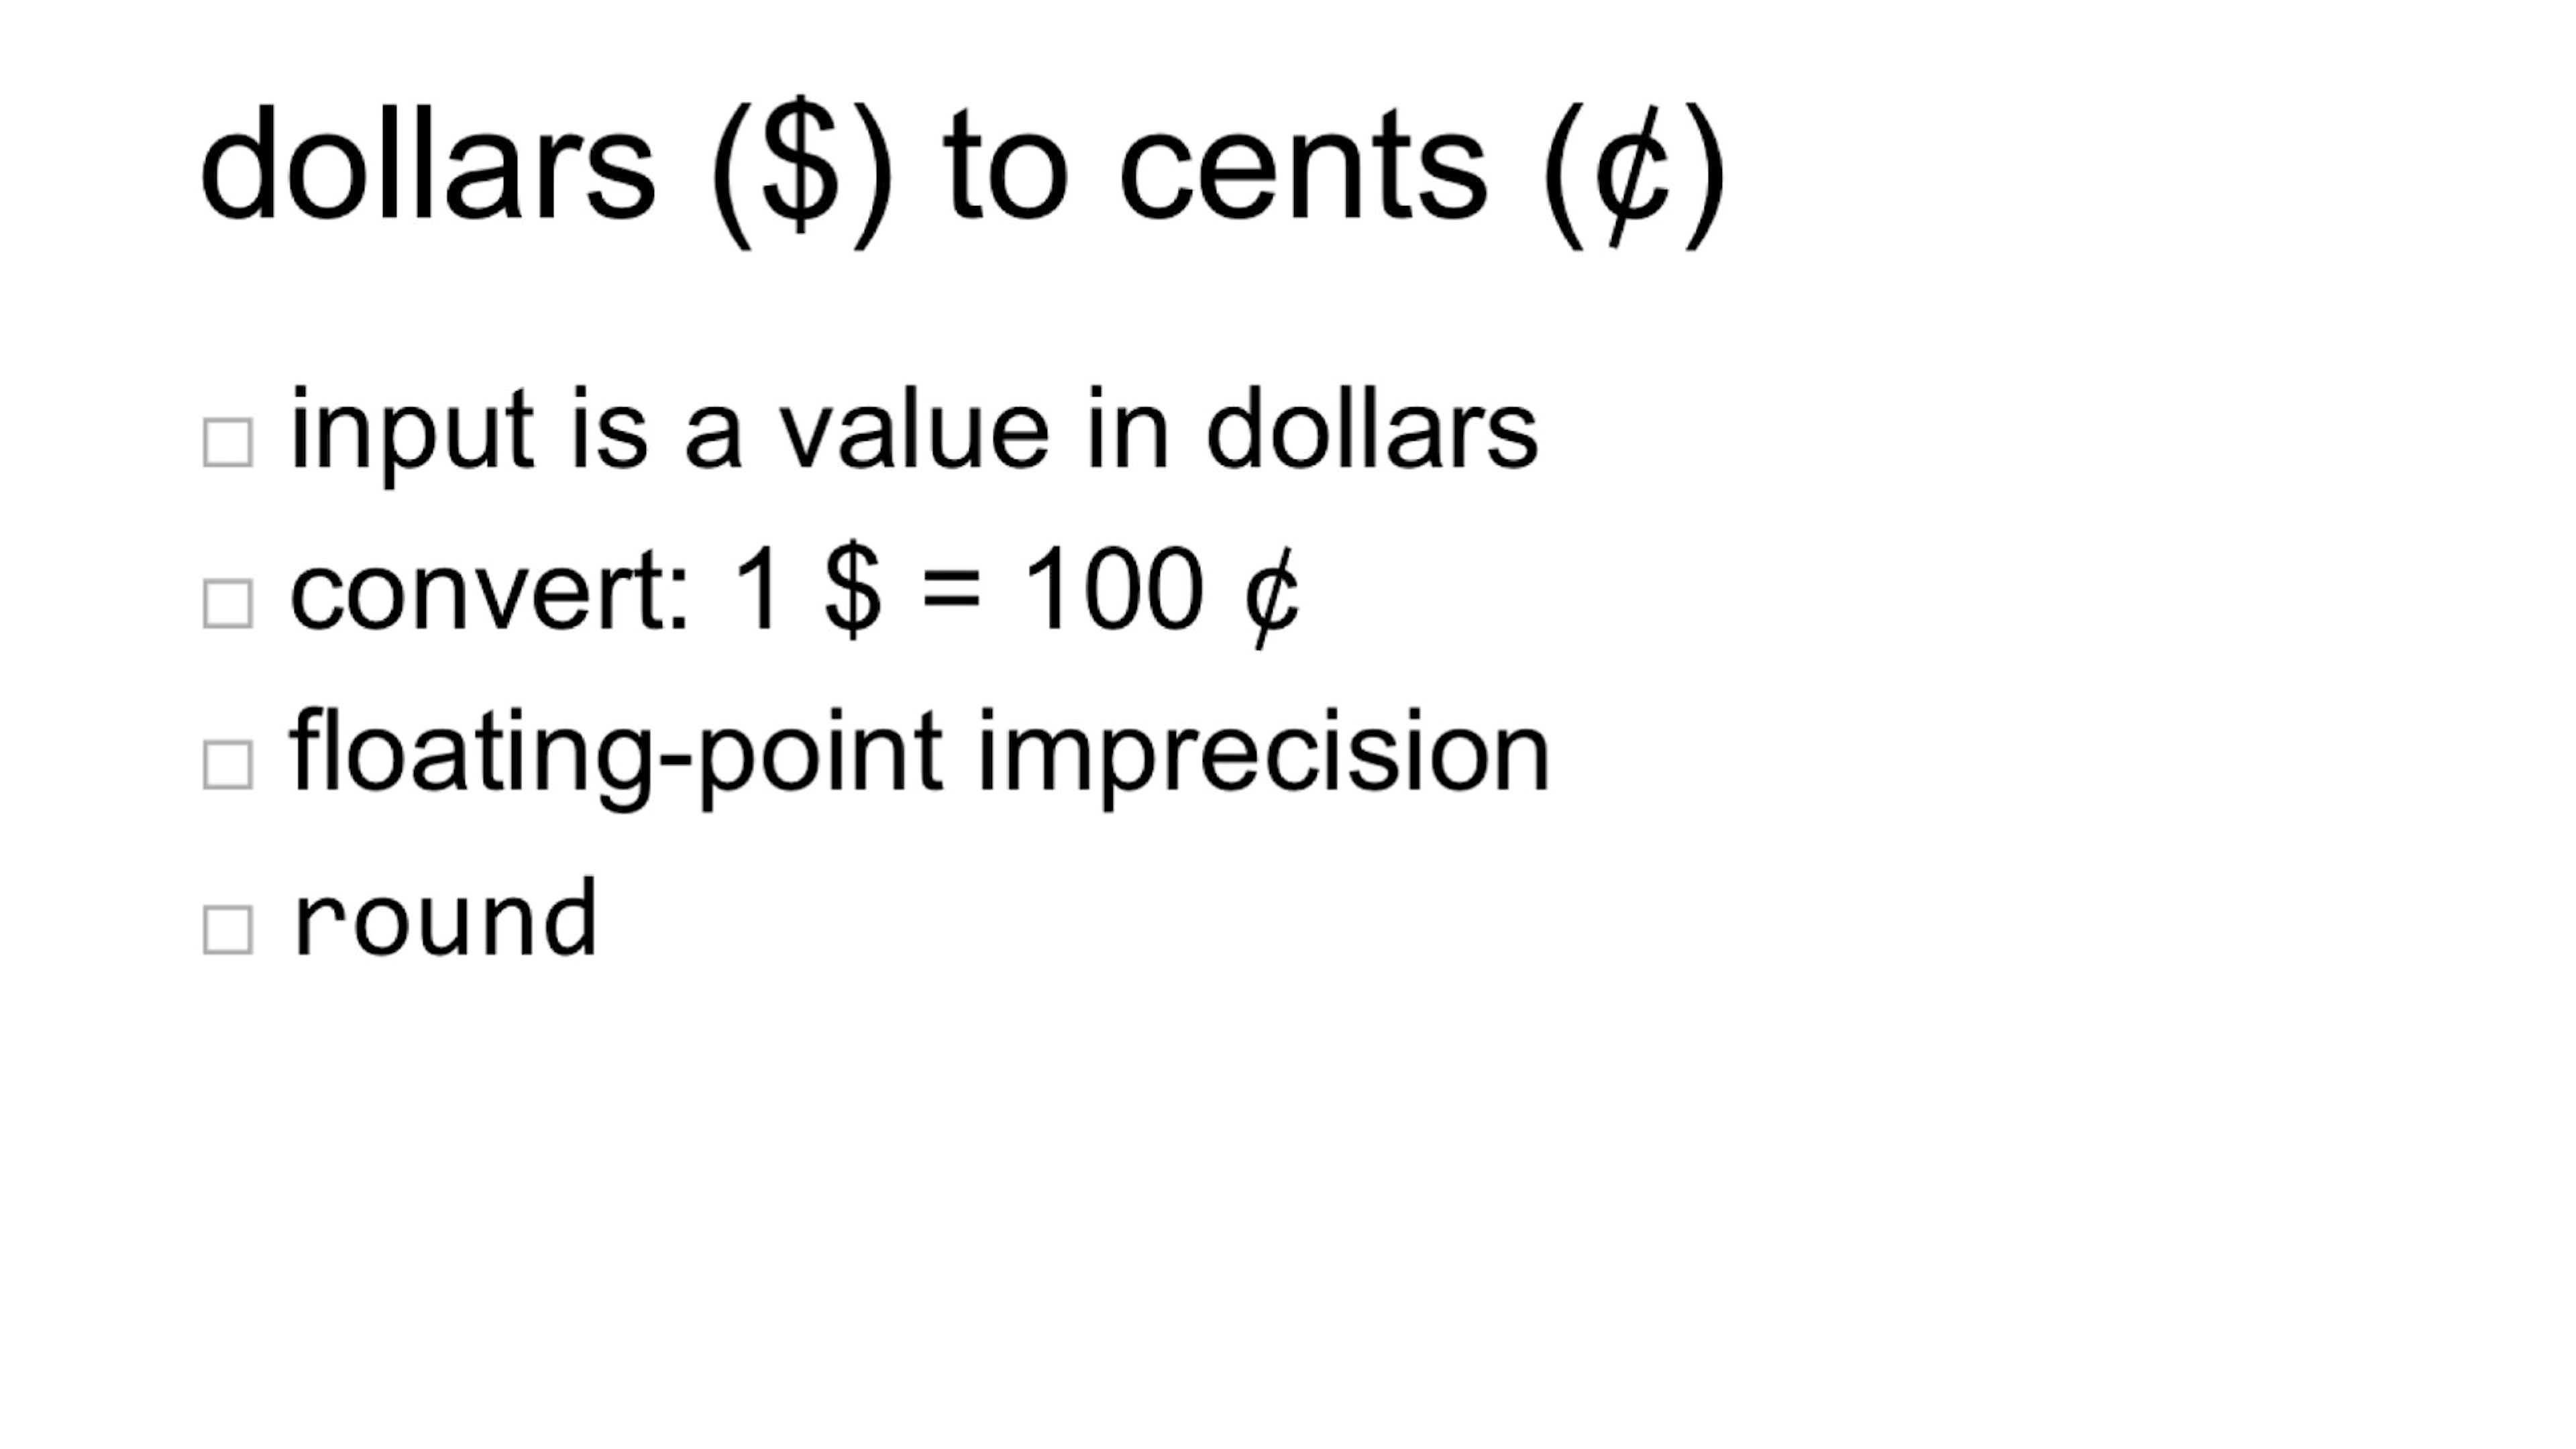 dollars ($) to cents (¢)
input is a value in dollars
convert: 1 $ = 100 ¢
floating-point imprecision
round